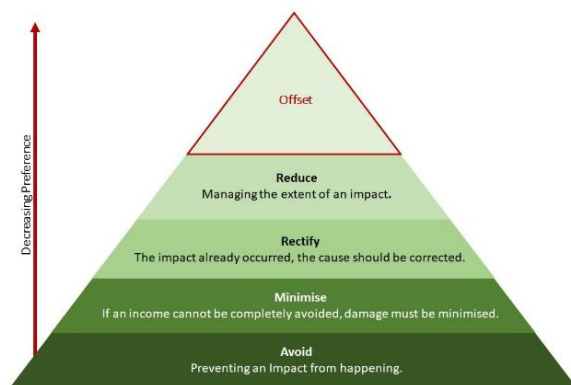 Decreasing Preference
Offset
Reduce
Managing the extent of an impact.
Rectify
The impact already occurred, the cause should be corrected.
Minimise
If an income cannot be completely avoided, damage must be minimised.
Avoid
Preventing an Impact from happening.